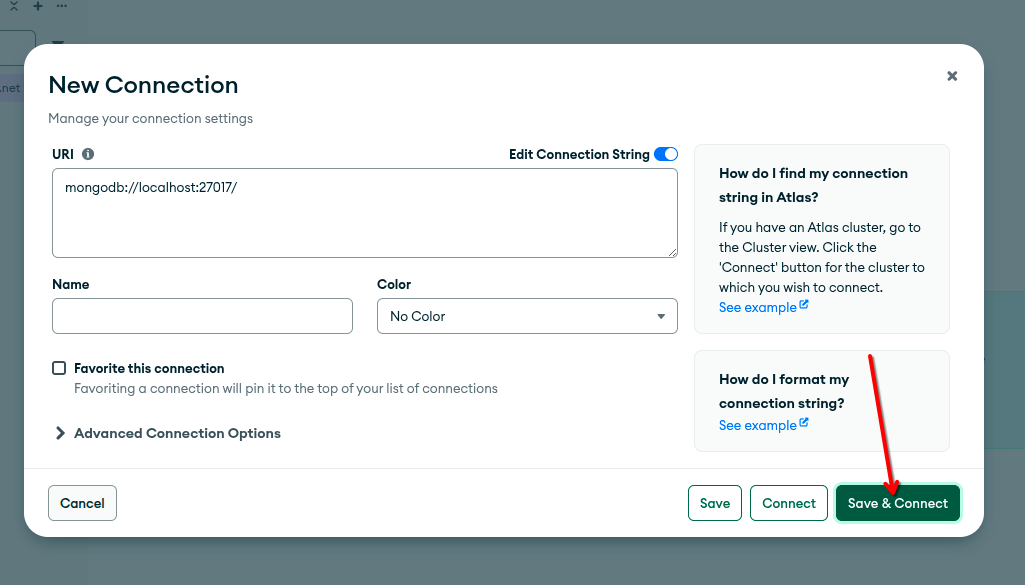 .net
New Connection
Manage your connection settings
URI
Edit Connection String
mongodb://localhost:27017/
Name
Color
No Color
Favorite this connection
Favoriting a connection will pin it to the top of your list of connections
Advanced Connection Options
How do I find my connection
string in Atlas?
If you have an Atlas cluster, go to
the Cluster view. Click the
'Connect' button for the cluster to
which you wish to connect.
See example
How do I format my
connection string?
See example
Cancel
Save
Connect
Save & Connect